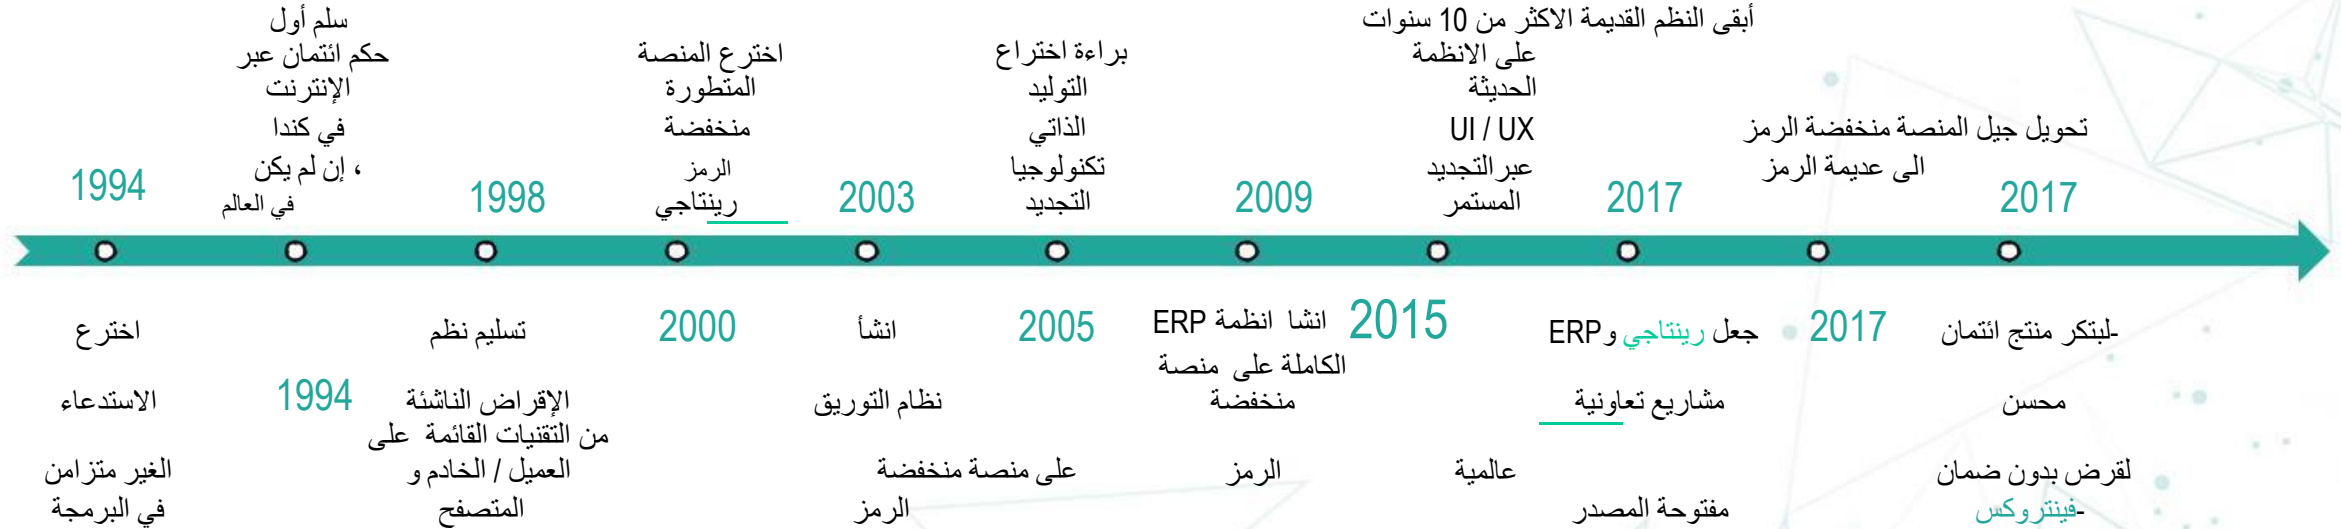 1994
اخترع
الاستدعاء
الغير متزامن
في البرمجة
سلم أول
حكم ائتمان عبر
الإنترنت
في كندا
، إن لم يكن
في العالم
1994
1998
تسليم نظم
الإقراض الناشئة
من التقنيات القائمة على
العميل / الخادم و
المتصفح
اخترع المنصة
المتطورة
منخفضة
الرمز
رينتاجي
2000
2003
انشأ
نظام التوريق
على منصة منخفضة
الرمز
براءة اختراع
التوليد
الذاتي
تكنولوجيا
التجديد
2005
2009
انشا انظمة ERP
الكاملة على منصة
منخفضة
الرمز
أبقى النظم القديمة الاكثر من 10 سنوات
على الانظمة
الحديثة
UI / UX
عبر التجديد
المستمر
2015
2017
جعل رينتاجي وERP
مشاريع تعاونية
عالمية
مفتوحة المصدر
تحويل جيل المنصة منخفضة الرمز
الى عديمة الرمز
2017
2017
-لبتكر منتج ائتمان
محسن
لقرض بدون ضمان
-فينتروكس